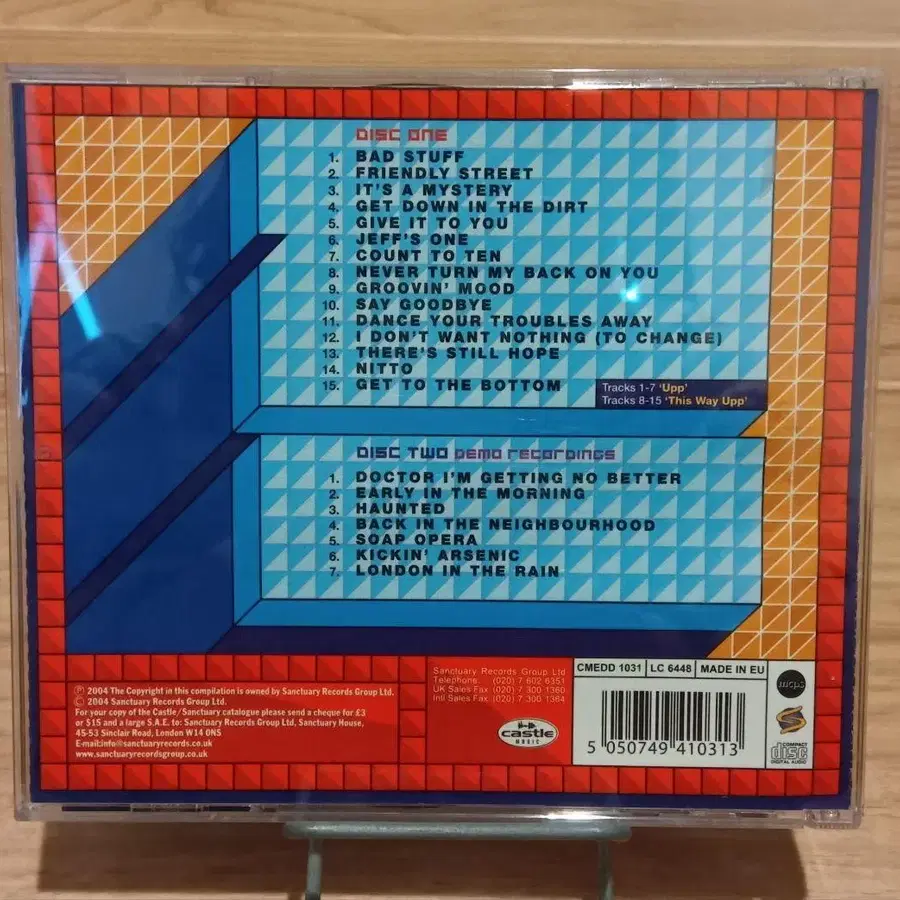 DISC ONE
1. BAD STUFF
2. FRIENDLY STREET
3. IT'S A MYSTERY
4. GET DOWN IN THE DIRT
5. GIVE IT TO YOU
6. JEFF'S ONE
7. COUNT TO TEN
8. NEVER TURN MY BACK ON YOU
9. GROOVIN' MOOD
10. SAY GOODBYE
11. DANCE YOUR TROUBLES AWAY
12. I DON'T WANT NOTHING (TO CHANGE)
13. THERE'S STILL HOPE
14. NITTO
15. GET TO THE BOTTOM
Tracks 1-7 'Upp'
Tracks 8-15 'This Way Upp'
DISC TWO DEMO RECORDINGS
1. DOCTOR I'M GETTING NO BETTER
2. EARLY IN THE MORNING
3. HAUNTED
4. BACK IN THE NEIGHBOURHOOD
5. SOAP OPERA
6. KICKIN' ARSENIC
7. LONDON IN THE RAIN
℗ 2004 The Copyright in this compilation is owned by Sanctuary Records Group Ltd.
© 2004 Sanctuary Records Group Ltd.
For your copy of the Castle/Sanctuary catalogue please send a cheque for £3
or $15 and a large S.A.E. to: Sanctuary Records Group Ltd, Sanctuary House,
45-53 Sinclair Road, London W14 0NS
E-mail:info@sanctuaryrecords.co.uk
www.sanctuaryrecordsgroup.co.uk
Sanctuary Records Group Ltd
Telephone: (020) 7 602 6351
UK Sales Fax (020) 7 300 1360
Intl Sales Fax (020) 7 300 1364
castle
MUSIC
CMEDD 1031 LC 6448 MADE IN EU
5 050749 410313
mcps
COMPACT
disc
DIGITAL AUDIO